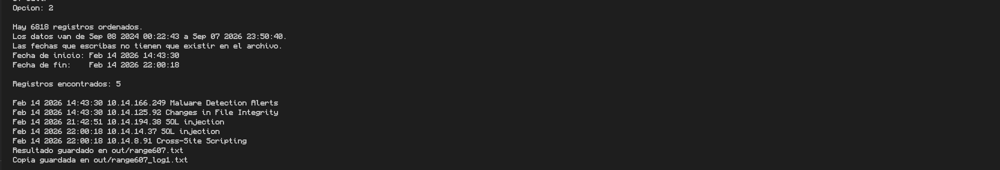 Opcion: 2
Hay 6818 registros ordenados.
Los datos van de Sep 08 2024 00:22:43 a Sep 07 2026 23:50:40.
Las fechas que escribas no tienen que existir en el archivo.
Fecha de inicio: Feb 14 2026 14:43:30
Fecha de fin:    Feb 14 2026 22:00:18
Registros encontrados: 5
Feb 14 2026 14:43:30 10.14.166.249 Malware Detection Alerts
Feb 14 2026 14:43:30 10.14.125.92 Changes in File Integrity
Feb 14 2026 21:42:51 10.14.194.38 SQL injection
Feb 14 2026 22:00:18 10.14.14.37 SQL injection
Feb 14 2026 22:00:18 10.14.8.91 Cross-Site Scripting
Resultado guardado en out/range607.txt
Copia guardada en out/range607_log1.txt